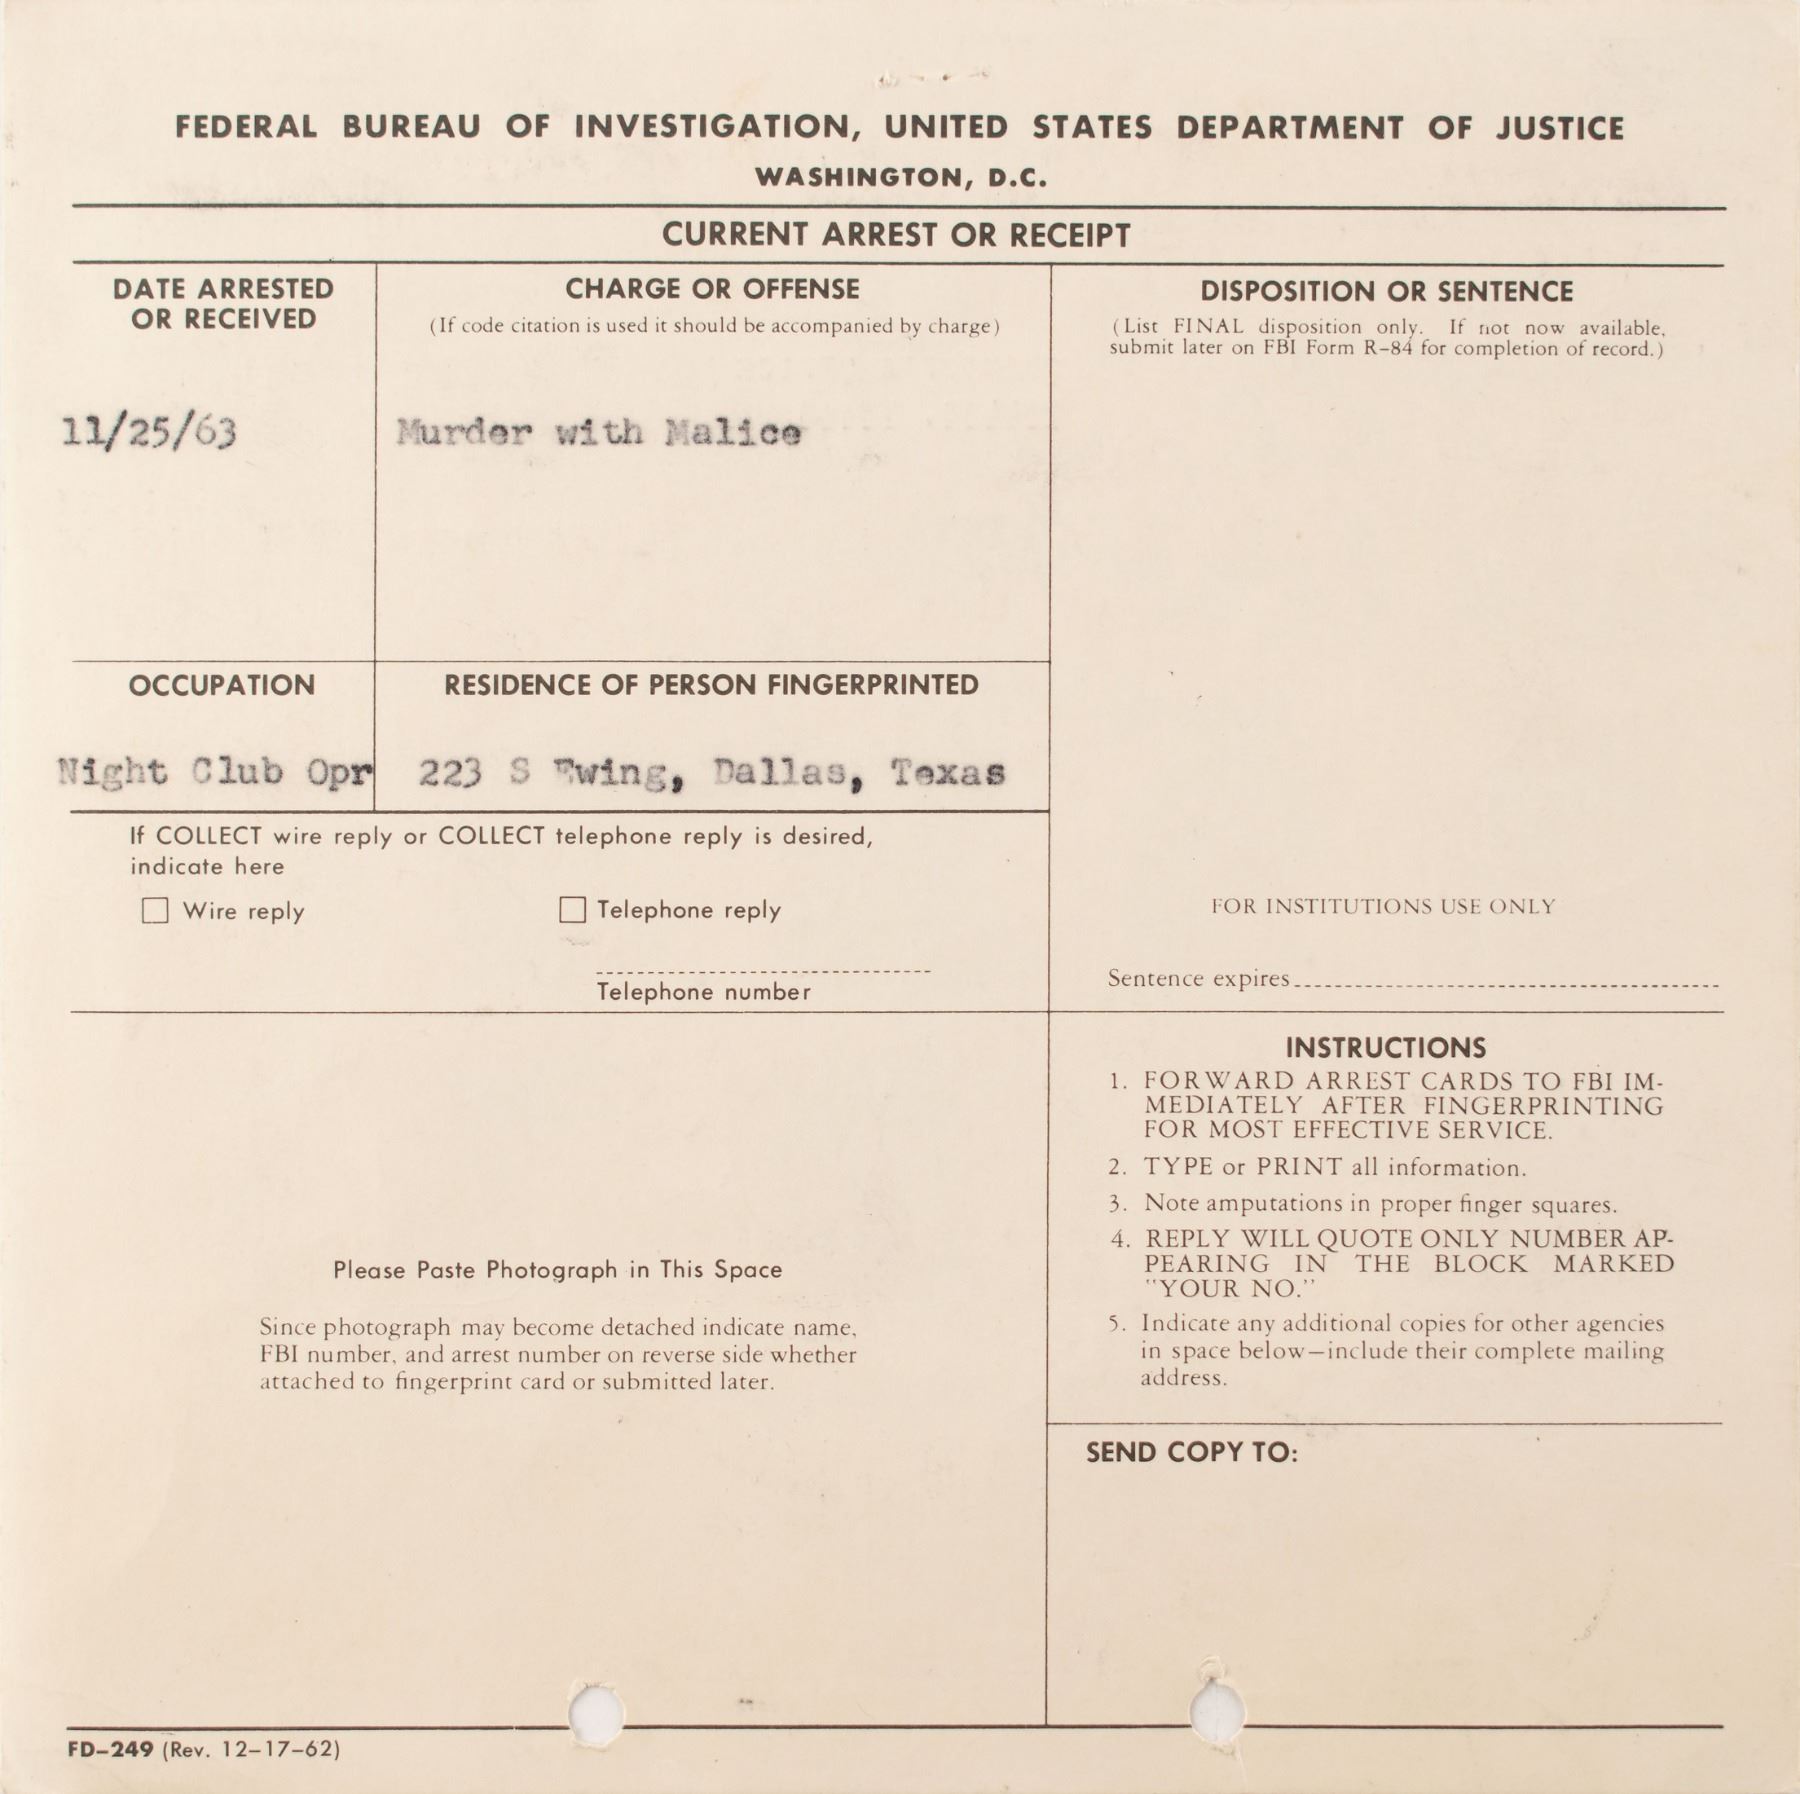 FEDERAL BUREAU OF INVESTIGATION, UNITED STATES DEPARTMENT OF JUSTICE
WASHINGTON, D.C.
CURRENT ARREST OR RECEIPT
DATE ARRESTED
OR RECEIVED
CHARGE OR OFFENSE
(If code citation is used it should be accompanied by charge)
DISPOSITION OR SENTENCE
(List FINAL disposition only. If not now available,
submit later on FBI Form R-84 for completion of record.)
11/25/63
Murder with Malice
OCCUPATION
RESIDENCE OF PERSON FINGERPRINTED
Night Club Opr
223 S Ewing, Dallas, Texas
If COLLECT wire reply or COLLECT telephone reply is desired,
indicate here
Wire reply
Telephone reply
Telephone number
FOR INSTITUTIONS USE ONLY
Sentence expires
Please Paste Photograph in This Space
Since photograph may become detached indicate name,
FBI number, and arrest number on reverse side whether
attached to fingerprint card or submitted later.
INSTRUCTIONS
1. FORWARD ARREST CARDS TO FBI IM-
MEDIATELY AFTER FINGERPRINTING
FOR MOST EFFECTIVE SERVICE.
2. TYPE or PRINT all information.
3. Note amputations in proper finger squares.
4. REPLY WILL QUOTE ONLY NUMBER AP-
PEARING IN THE BLOCK MARKED
"YOUR NO."
5. Indicate any additional copies for other agencies
in space below—include their complete mailing
address.
SEND COPY TO:
FD-249 (Rev. 12-17-62)